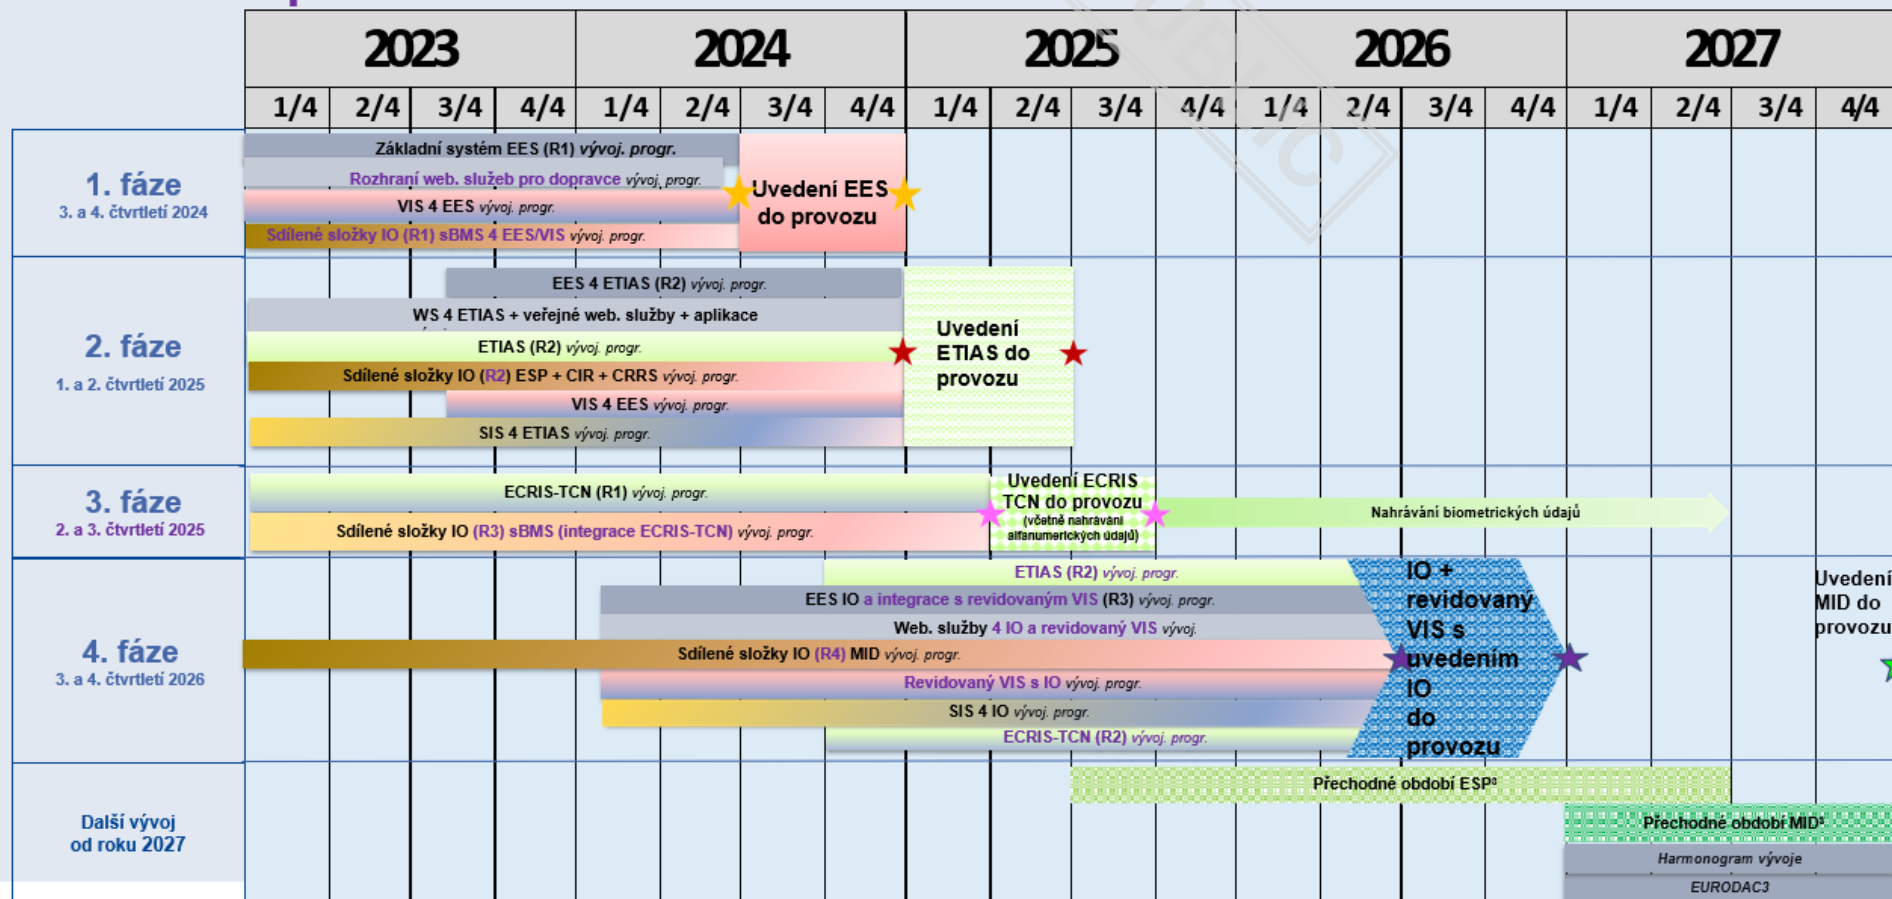 2023 2024 2025 2026 2027
1/4 2/4 3/4 4/4 1/4 2/4 3/4 4/4 1/4 2/4 3/4 4/4 1/4 2/4 3/4 4/4 1/4 2/4 3/4 4/4
PUBLIC
1. fáze
3. a 4. čtvrtletí 2024
Základní systém EES (R1) vývoj. progr.
Rozhraní web. služeb pro dopravce vývoj. progr.
VIS 4 EES vývoj. progr.
Sdílené složky IO (R1) sBMS 4 EES/VIS vývoj. progr.
Uvedení EES
do provozu
2. fáze
1. a 2. čtvrtletí 2025
EES 4 ETIAS (R2) vývoj. progr.
WS 4 ETIAS + veřejné web. služby + aplikace
ETIAS (R2) vývoj. progr.
Sdílené složky IO (R2) ESP + CIR + CRRS vývoj. progr.
VIS 4 EES vývoj. progr.
SIS 4 ETIAS vývoj. progr.
Uvedení
ETIAS do
provozu
3. fáze
2. a 3. čtvrtletí 2025
ECRIS-TCN (R1) vývoj. progr.
Sdílené složky IO (R3) sBMS (integrace ECRIS-TCN) vývoj. progr.
Uvedení ECRIS
TCN do provozu
(včetně nahrávání
alfanumerických údajů)
Nahrávání biometrických údajů
4. fáze
3. a 4. čtvrtletí 2026
ETIAS (R2) vývoj. progr.
EES IO a integrace s revidovaným VIS (R3) vývoj. progr.
Web. služby 4 IO a revidovaný VIS vývoj.
Sdílené složky IO (R4) MID vývoj. progr.
Revidovaný VIS s IO vývoj. progr.
SIS 4 IO vývoj. progr.
ECRIS-TCN (R2) vývoj. progr.
IO +
revidovaný
VIS s
uvedením
IO
do
provozu
Uvedení
MID do
provozu
Další vývoj
od roku 2027
Přechodné období ESP³
Přechodné období MID³
Harmonogram vývoje
EURODAC3